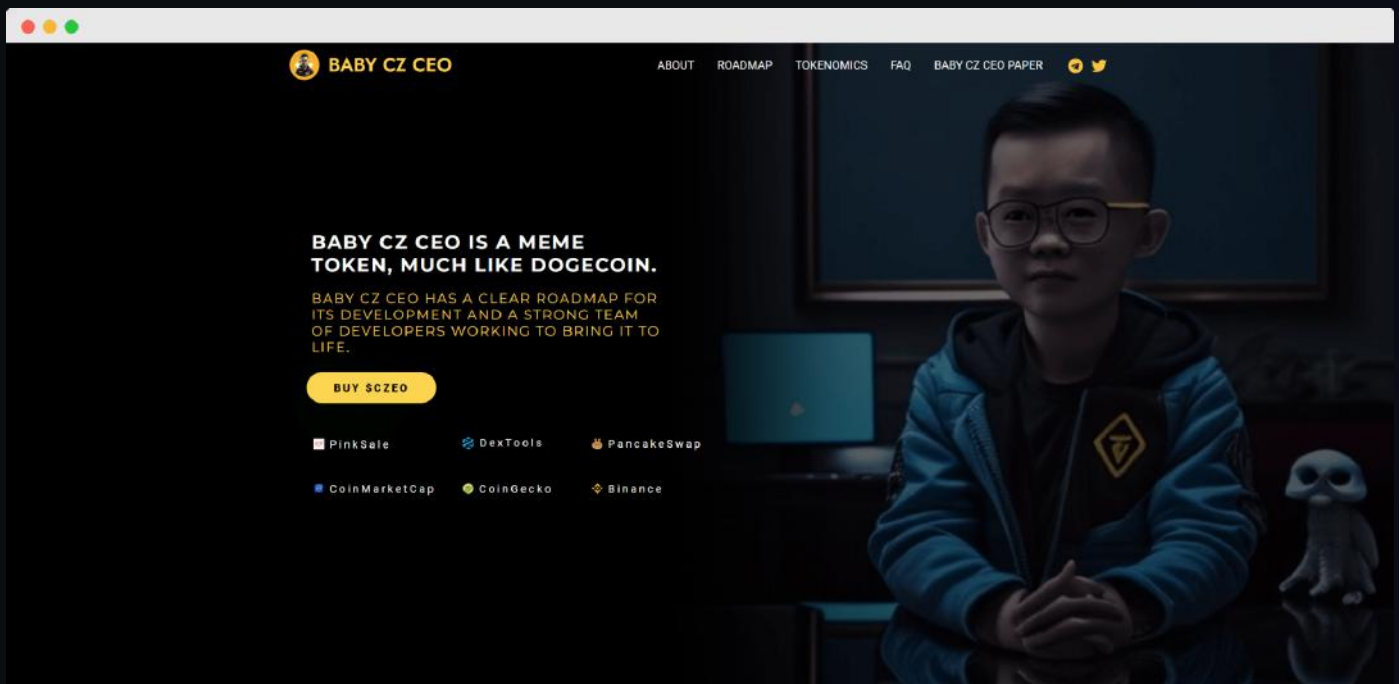 BABY CZ CEO
ABOUT ROADMAP TOKENOMICS FAQ BABY CZ CEO PAPER
BABY CZ CEO IS A MEME
TOKEN, MUCH LIKE DOGECOIN.
BABY CZ CEO HAS A CLEAR ROADMAP FOR
ITS DEVELOPMENT AND A STRONG TEAM
OF DEVELOPERS WORKING TO BRING IT TO
LIFE.
BUY $CZEO
PinkSale DexTools PancakeSwap
CoinMarketCap CoinGecko Binance